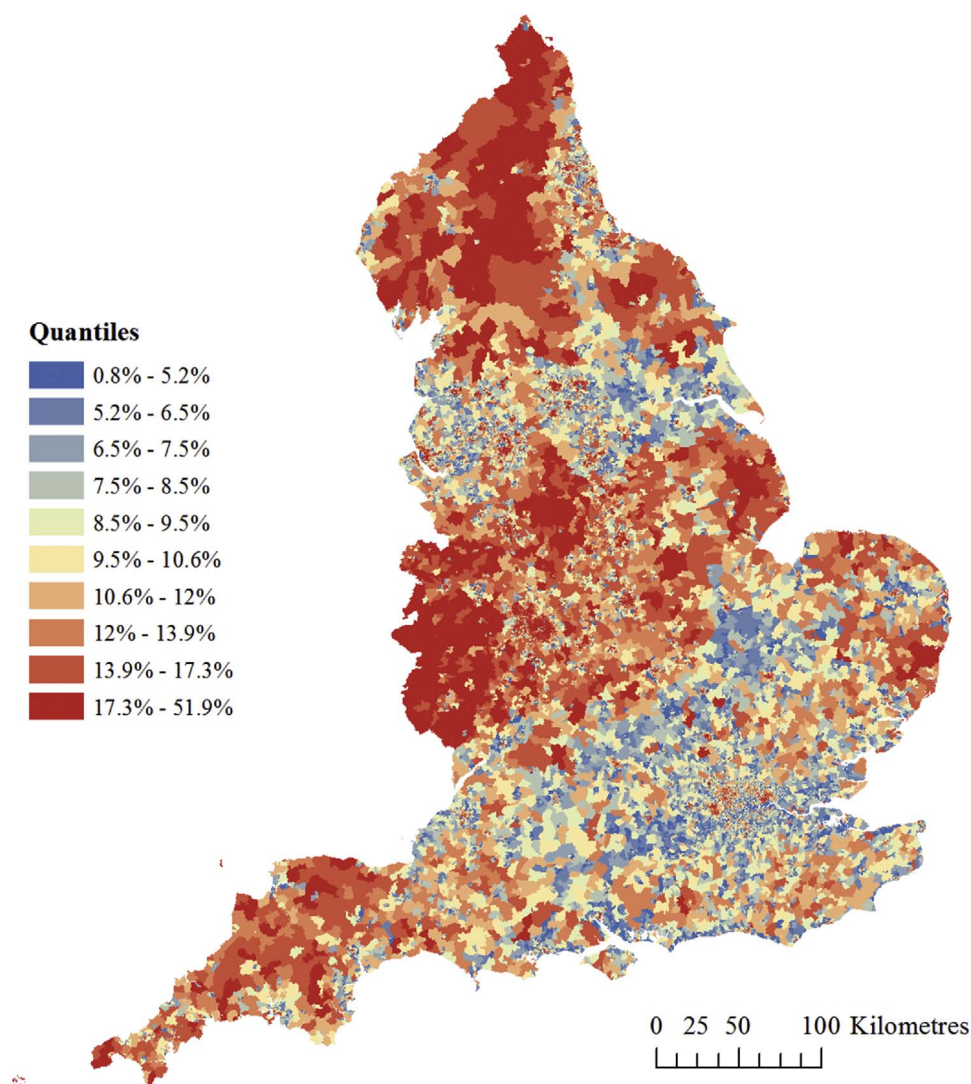 Quantiles
0.8% - 5.2%
5.2% - 6.5%
6.5% - 7.5%
7.5% - 8.5%
8.5% - 9.5%
9.5% - 10.6%
10.6% - 12%
12% - 13.9%
13.9% - 17.3%
17.3% - 51.9%
0 25 50 100 Kilometres